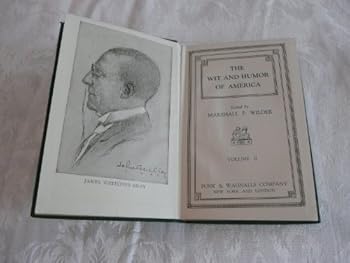 THE
WIT AND HUMOR
OF AMERICA
Edited by
MARSHALL P. WILDER
VOLUME II
FUNK & WAGNALLS COMPANY
NEW YORK AND LONDON
JAMES WHITCOMB RILEY